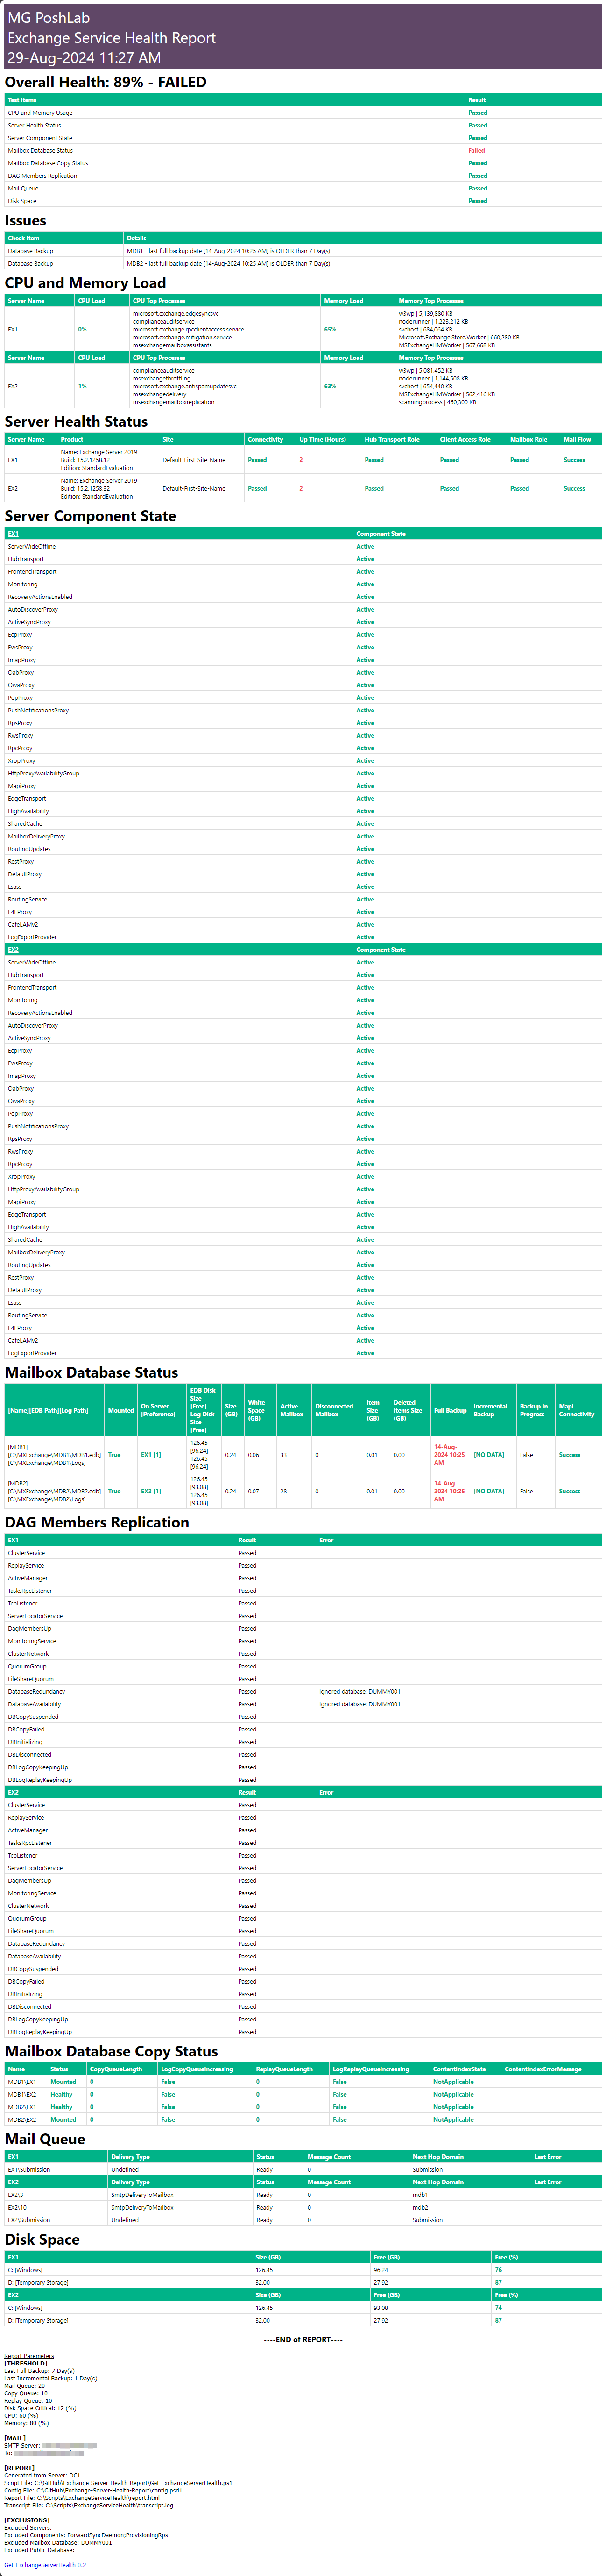 MG PoshLab
Exchange Service Health Report
29-Aug-2024 11:27 AM
Overall Health: 89% - FAILED
Test Items Result
CPU and Memory Usage Passed
Server Health Status Passed
Server Component State Passed
Mailbox Database Status Failed
Mailbox Database Copy Status Passed
DAG Members Replication Passed
Mail Queue Passed
Disk Space Passed
Issues
Check Item Details
Database Backup MDB1 - last full backup date [14-Aug-2024 10:25 AM] is OLDER than 7 Day(s)
Database Backup MDB2 - last full backup date [14-Aug-2024 10:25 AM] is OLDER than 7 Day(s)
CPU and Memory Load
Server Name CPU Load CPU Top Processes Memory Load Memory Top Processes
microsoft.exchange.edgesyncsvc w3wp | 5,139,880 KB
complianceauditservice noderunner | 1,223,212 KB
EX1 0% microsoft.exchange.rpcclientaccess.service 65% svchost | 684,064 KB
microsoft.exchange.mitigation.service Microsoft.Exchange.Store.Worker | 660,280 KB
msexchangemailboxassistants MSExchangeHMWorker | 567,668 KB
Server Name CPU Load CPU Top Processes Memory Load Memory Top Processes
complianceauditservice w3wp | 5,081,452 KB
msexchangethrottling noderunner | 1,144,508 KB
EX2 1% microsoft.exchange.antispamupdatesvc 63% svchost | 654,440 KB
msexchangedelivery MSExchangeHMWorker | 562,416 KB
msexchangemailboxreplication scanningprocess | 460,300 KB
Server Health Status
Server Name Product Site Connectivity Up Time (Hours) Hub Transport Role Client Access Role Mailbox Role Mail Flow
Name: Exchange Server 2019
EX1 Build: 15.2.1258.12 Default-First-Site-Name Passed 2 Passed Passed Passed Success
Edition: StandardEvaluation
Name: Exchange Server 2019
EX2 Build: 15.2.1258.32 Default-First-Site-Name Passed 2 Passed Passed Passed Success
Edition: StandardEvaluation
Server Component State
EX1 Component State
ServerWideOffline Active
HubTransport Active
FrontendTransport Active
Monitoring Active
RecoveryActionsEnabled Active
AutoDiscoverProxy Active
ActiveSyncProxy Active
EcpProxy Active
EwsProxy Active
ImapProxy Active
OabProxy Active
OwaProxy Active
PopProxy Active
PushNotificationsProxy Active
RpsProxy Active
RwsProxy Active
RpcProxy Active
XropProxy Active
HttpProxyAvailabilityGroup Active
MapiProxy Active
EdgeTransport Active
HighAvailability Active
SharedCache Active
MailboxDeliveryProxy Active
RoutingUpdates Active
RestProxy Active
DefaultProxy Active
Lsass Active
RoutingService Active
E4EProxy Active
CafeLAMv2 Active
LogExportProvider Active
EX2 Component State
ServerWideOffline Active
HubTransport Active
FrontendTransport Active
Monitoring Active
RecoveryActionsEnabled Active
AutoDiscoverProxy Active
ActiveSyncProxy Active
EcpProxy Active
EwsProxy Active
ImapProxy Active
OabProxy Active
OwaProxy Active
PopProxy Active
PushNotificationsProxy Active
RpsProxy Active
RwsProxy Active
RpcProxy Active
XropProxy Active
HttpProxyAvailabilityGroup Active
MapiProxy Active
EdgeTransport Active
HighAvailability Active
SharedCache Active
MailboxDeliveryProxy Active
RoutingUpdates Active
RestProxy Active
DefaultProxy Active
Lsass Active
RoutingService Active
E4EProxy Active
CafeLAMv2 Active
LogExportProvider Active
Mailbox Database Status
[Name][EDB Path][Log Path] Mounted On Server [Preference] EDB Disk Size [Free] Log Disk Size [Free] Size (GB) White Space (GB) Active Mailbox Disconnected Mailbox Item Size (GB) Deleted Items Size (GB) Full Backup Incremental Backup Backup In Progress Mapi Connectivity
[MDB1] 126.45
[C:\MXExchange\MDB1\MDB1.edb] True EX1 [1] [96.24] 0.24 0.06 33 0 0.01 0.00 14-Aug-2024 10:25 AM [NO DATA] False Success
[C:\MXExchange\MDB1\Logs] 126.45
[96.24]
[MDB2] 126.45
[C:\MXExchange\MDB2\MDB2.edb] True EX2 [1] [93.08] 0.24 0.07 28 0 0.01 0.00 14-Aug-2024 10:25 AM [NO DATA] False Success
[C:\MXExchange\MDB2\Logs] 126.45
[93.08]
DAG Members Replication
EX1 Result Error
ClusterService Passed
ReplayService Passed
ActiveManager Passed
TasksRpcListener Passed
TcpListener Passed
ServerLocatorService Passed
DagMembersUp Passed
MonitoringService Passed
ClusterNetwork Passed
QuorumGroup Passed
FileShareQuorum Passed
DatabaseRedundancy Passed Ignored database: DUMMY001
DatabaseAvailability Passed Ignored database: DUMMY001
DBCopySuspended Passed
DBCopyFailed Passed
DBInitializing Passed
DBDisconnected Passed
DBLogCopyKeepingUp Passed
DBLogReplayKeepingUp Passed
EX2 Result Error
ClusterService Passed
ReplayService Passed
ActiveManager Passed
TasksRpcListener Passed
TcpListener Passed
ServerLocatorService Passed
DagMembersUp Passed
MonitoringService Passed
ClusterNetwork Passed
QuorumGroup Passed
FileShareQuorum Passed
DatabaseRedundancy Passed
DatabaseAvailability Passed
DBCopySuspended Passed
DBCopyFailed Passed
DBInitializing Passed
DBDisconnected Passed
DBLogCopyKeepingUp Passed
DBLogReplayKeepingUp Passed
Mailbox Database Copy Status
Name Status CopyQueueLength LogCopyQueueIncreasing ReplayQueueLength LogReplayQueueIncreasing ContentIndexState ContentIndexErrorMessage
MDB1\EX1 Mounted 0 False 0 False NotApplicable
MDB1\EX2 Healthy 0 False 0 False NotApplicable
MDB2\EX1 Healthy 0 False 0 False NotApplicable
MDB2\EX2 Mounted 0 False 0 False NotApplicable
Mail Queue
EX1 Delivery Type Status Message Count Next Hop Domain Last Error
EX1\Submission Undefined Ready 0 Submission
EX2 Delivery Type Status Message Count Next Hop Domain Last Error
EX2\3 SmtpDeliveryToMailbox Ready 0 mdb1
EX2\10 SmtpDeliveryToMailbox Ready 0 mdb2
EX2\Submission Undefined Ready 0 Submission
Disk Space
EX1 Size (GB) Free (GB) Free (%)
C: [Windows] 126.45 96.24 76
D: [Temporary Storage] 32.00 27.92 87
EX2 Size (GB) Free (GB) Free (%)
C: [Windows] 126.45 93.08 74
D: [Temporary Storage] 32.00 27.92 87
----END of REPORT----
Report Paremeters
[THRESHOLD]
Last Full Backup: 7 Day(s)
Last Incremental Backup: 1 Day(s)
Mail Queue: 20
Copy Queue: 10
Replay Queue: 10
Disk Space Critical: 12 (%)
CPU: 60 (%)
Memory: 80 (%)
[MAIL]
SMTP Server:
To:
[REPORT]
Generated from Server: DC1
Script File: C:\GitHub\Exchange-Server-Health-Report\Get-ExchangeServerHealth.ps1
Config File: C:\GitHub\Exchange-Server-Health-Report\config.psd1
Report File: C:\Scripts\ExchangeServiceHealth\report.html
Transcript File: C:\Scripts\ExchangeServiceHealth\transcript.log
[EXCLUSIONS]
Excluded Servers:
Excluded Components: ForwardSyncDaemon;ProvisioningRps
Excluded Mailbox Database: DUMMY001
Excluded Public Database:
Get-ExchangeServerHealth 0.2